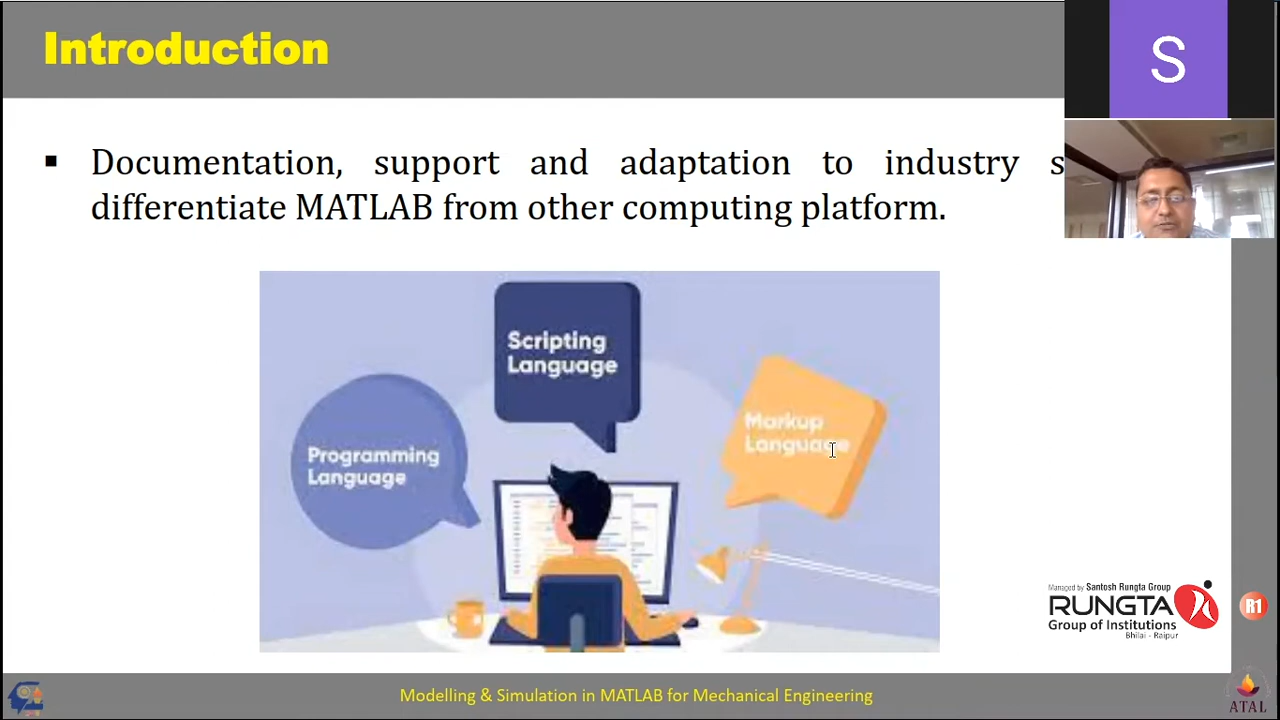 Introduction
S
▪ Documentation, support and adaptation to industry
differentiate MATLAB from other computing platform.
Scripting
Language
Markup
Language
Programming
Language
Managed by Santosh Rungta Group
RUNGTA
Group of Institutions
Bhilai - Raipur
R1
Modelling & Simulation in MATLAB for Mechanical Engineering
ATAL